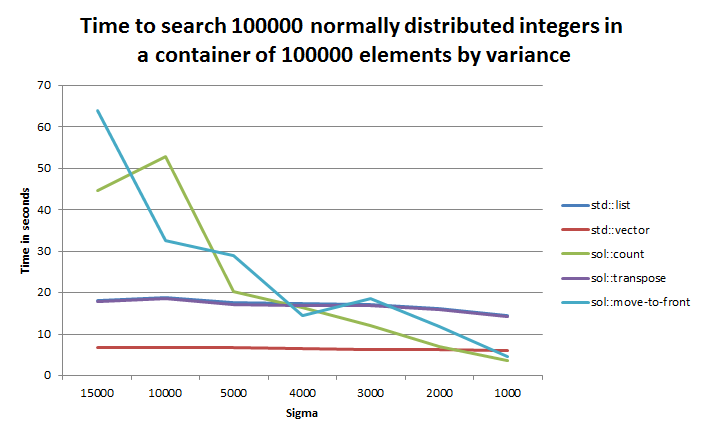 Time to search 100000 normally distributed integers in
a container of 100000 elements by variance
70
60
50
40
30
20
10
0
Time in seconds
15000 10000 5000 4000 3000 2000 1000
Sigma
std::list
std::vector
sol::count
sol::transpose
sol::move-to-front